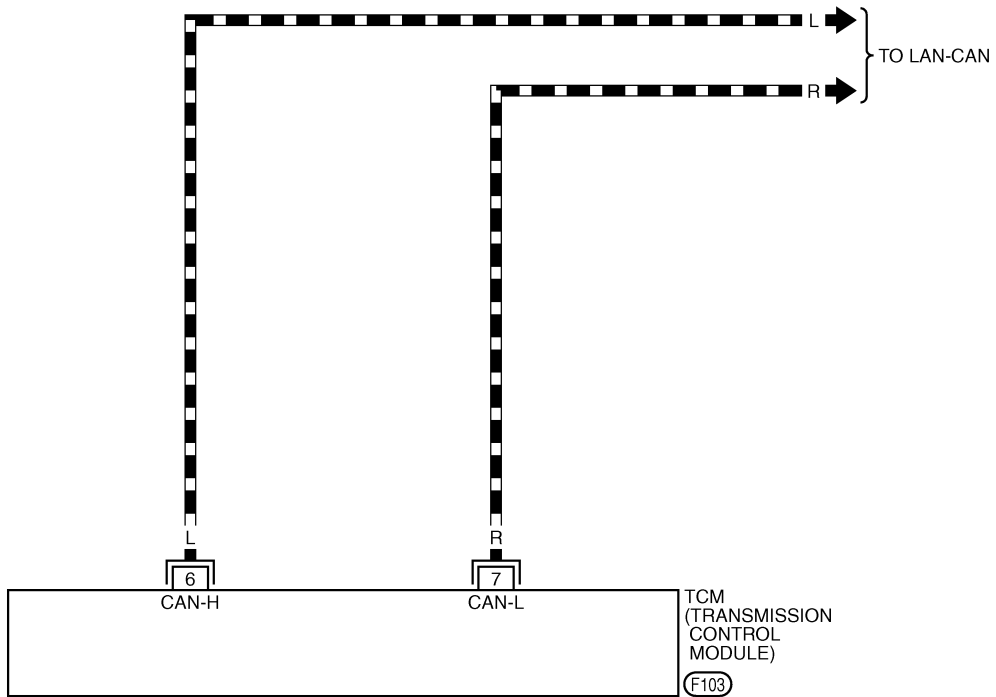 L
TO LAN-CAN
R
L
R
6
7
CAN-H
CAN-L
TCM
(TRANSMISSION
CONTROL
MODULE)
F103